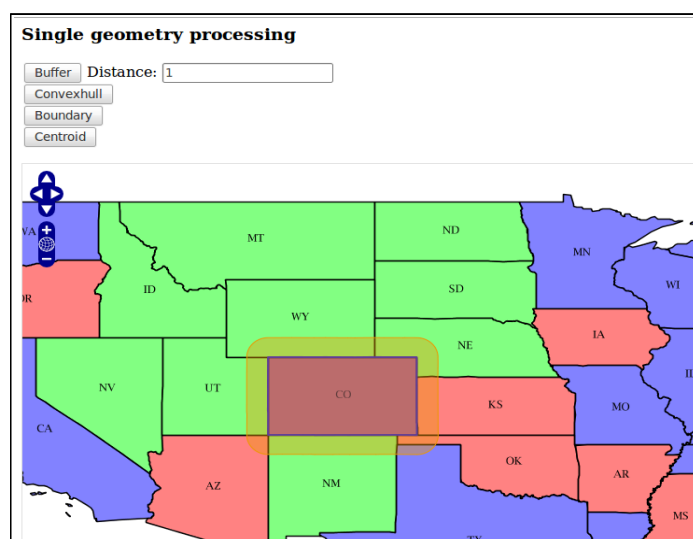 Single geometry processing
Buffer Distance: 1
Convexhull
Boundary
Centroid
MT
ND
MN
WA
ID
SD
WI
OR
WY
NE
IA
NV
UT
CO
KS
MO
CA
AZ
NM
OK
AR
MS